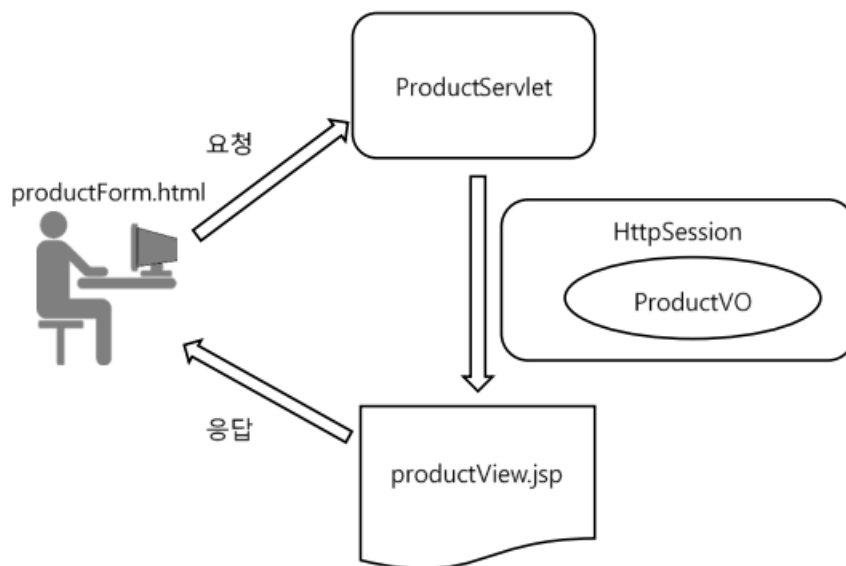 ProductServlet
요청
productForm.html
HttpSession
ProductVO
응답
productView.jsp